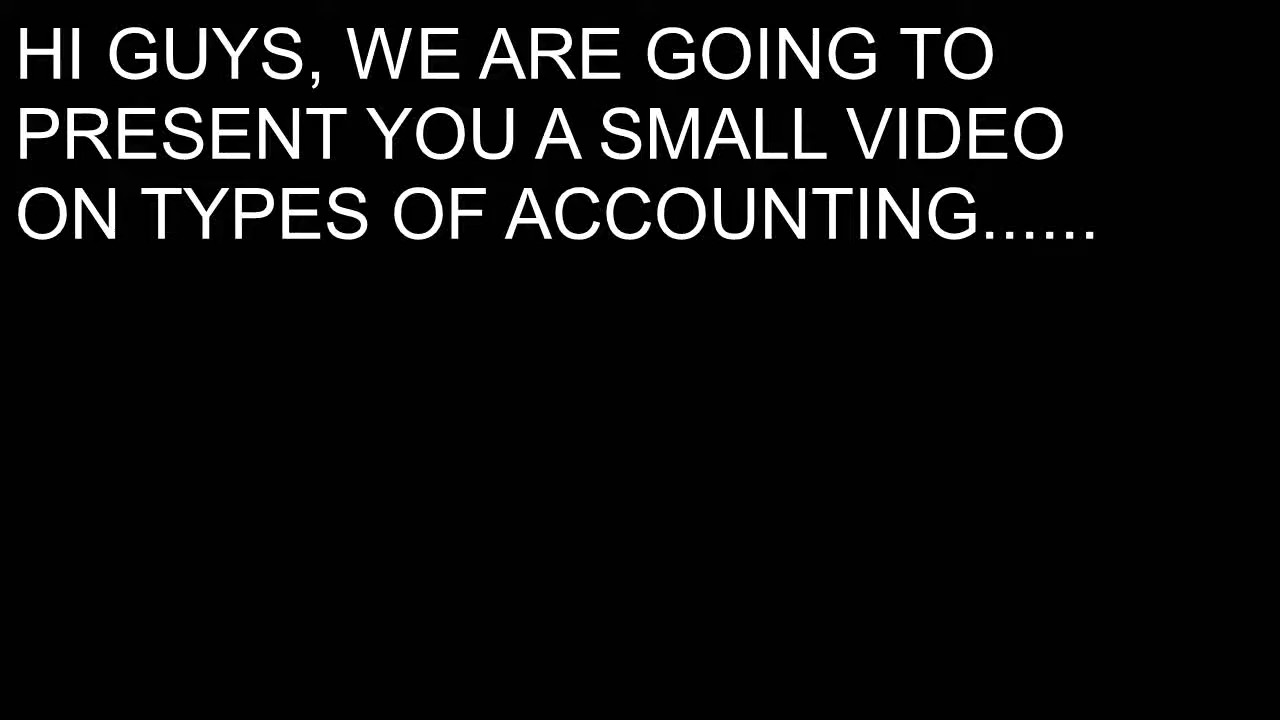 HI GUYS, WE ARE GOING TO
PRESENT YOU A SMALL VIDEO
ON TYPES OF ACCOUNTING......